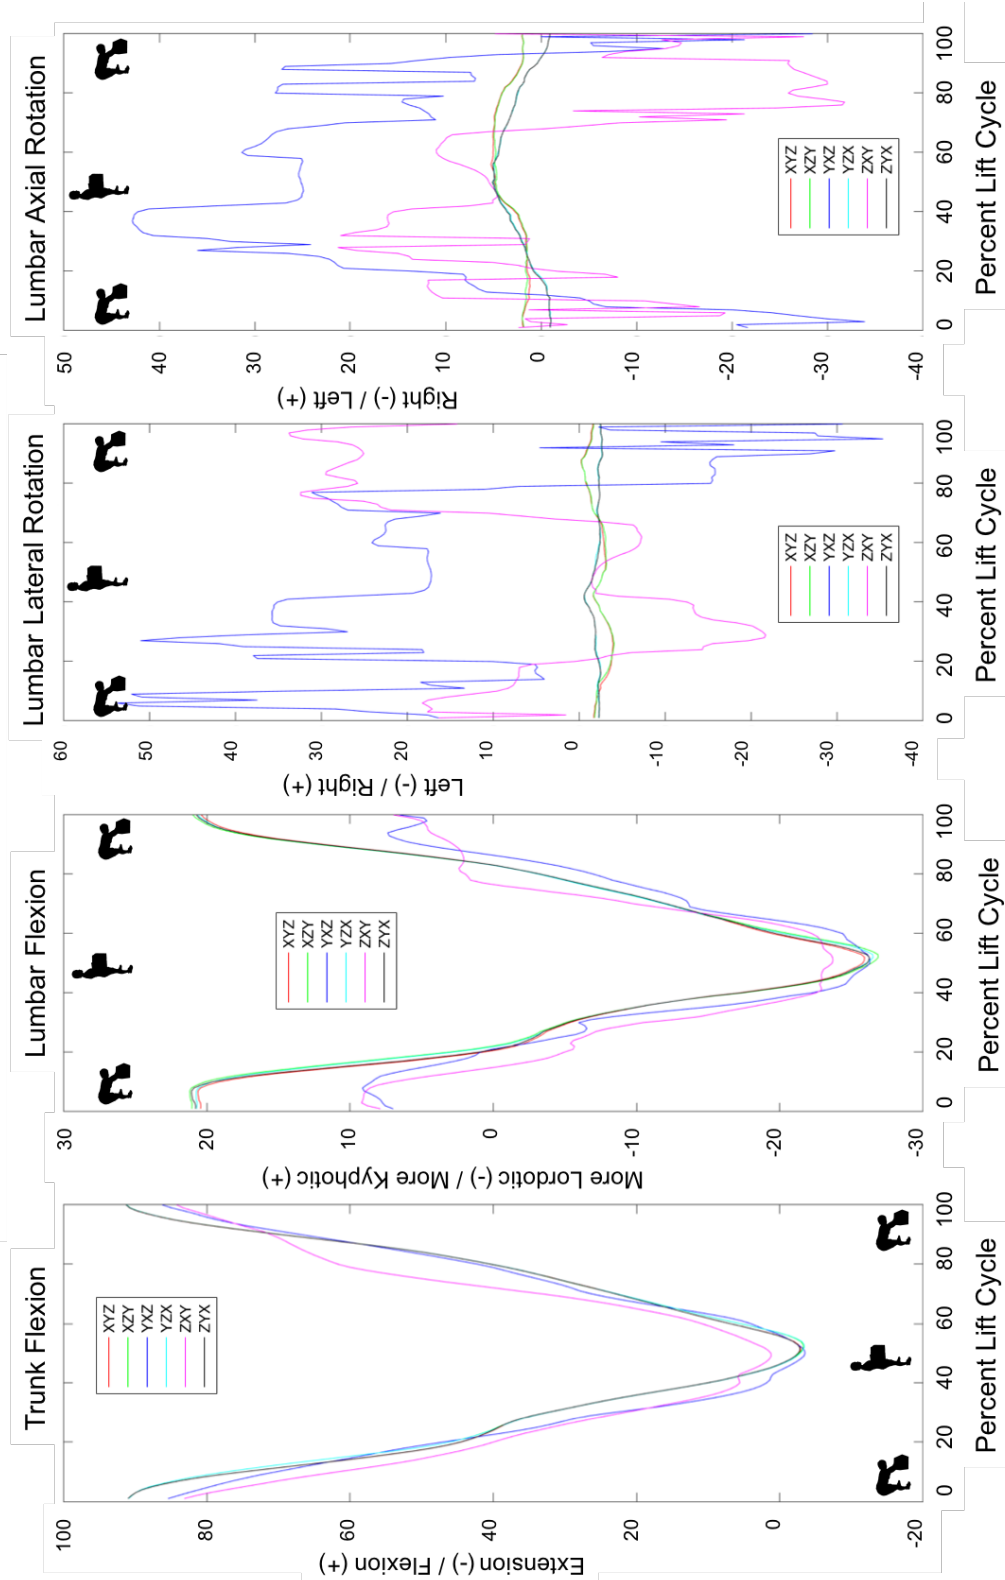 Trunk Flexion
Extension (-) / Flexion (+)
100
80
60
40
20
0
-20
XYZ
XZY
YXZ
YZX
ZXY
ZYX
0 20 40 60 80 100
Percent Lift Cycle
Lumbar Flexion
More Lordotic (-) / More Kyphotic (+)
30
20
10
0
-10
-20
-30
XYZ
XZY
YXZ
YZX
ZXY
ZYX
0 20 40 60 80 100
Percent Lift Cycle
Lumbar Lateral Rotation
Left (-) / Right (+)
60
50
40
30
20
10
0
-10
-20
-30
-40
XYZ
XZY
YXZ
YZX
ZXY
ZYX
0 20 40 60 80 100
Percent Lift Cycle
Lumbar Axial Rotation
Right (-) / Left (+)
50
40
30
20
10
0
-10
-20
-30
-40
XYZ
XZY
YXZ
YZX
ZXY
ZYX
0 20 40 60 80 100
Percent Lift Cycle